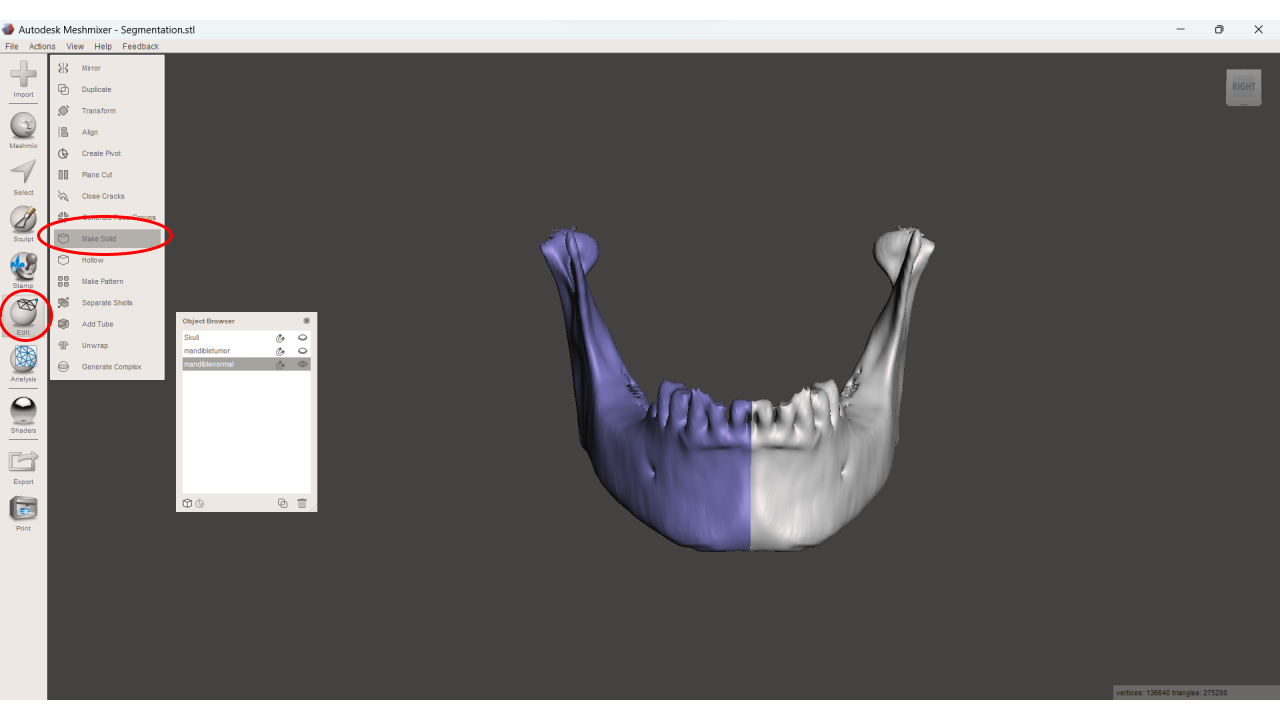 Autodesk Meshmixer - Segmentation.stl
File Actions View Help Feedback
Import
Meshmix
Select
Sculpt
Stamp
Edit
Analysis
Shaders
Export
Print
Mirror
Duplicate
Transform
Align
Create Pivot
Plane Cut
Close Cracks
Generate Face Groups
Make Solid
Hollow
Make Pattern
Separate Shells
Add Tube
Unwrap
Generate Complex
Object Browser
Skull
mandibletumor
mandiblenormal
RIGHT
vertices: 136640 triangles: 275280